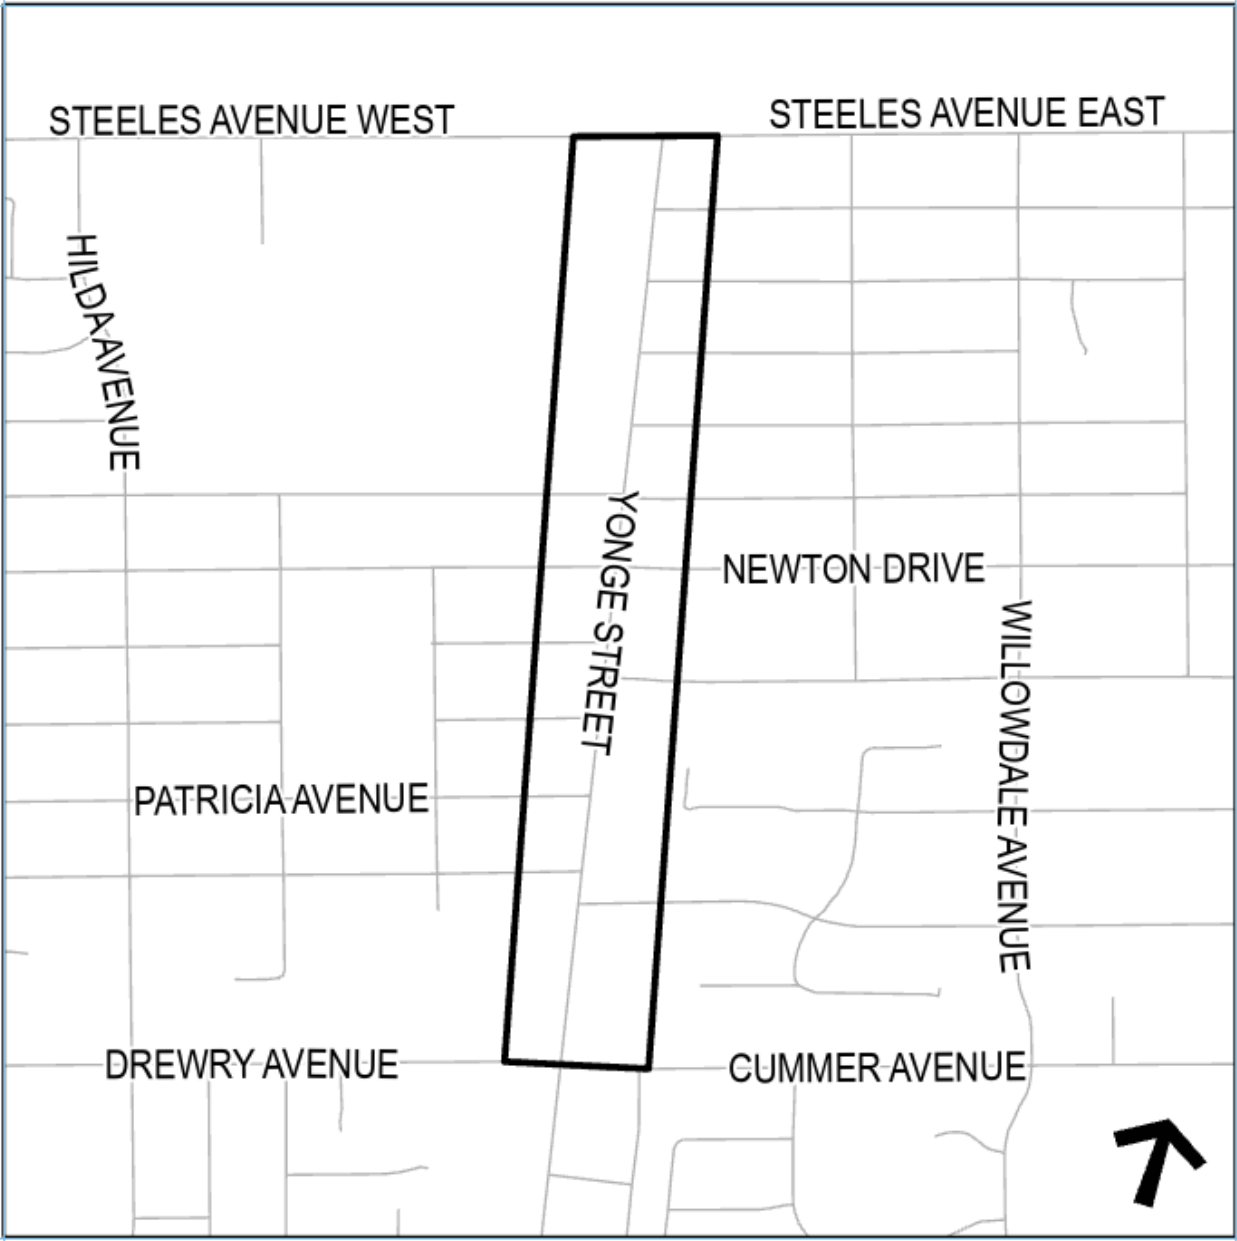 STEELES AVENUE WEST
STEELES AVENUE EAST
HILDA AVENUE
YONGE STREET
NEWTON DRIVE
WILLOWDALE AVENUE
PATRICIA AVENUE
DREWRY AVENUE
CUMMER AVENUE